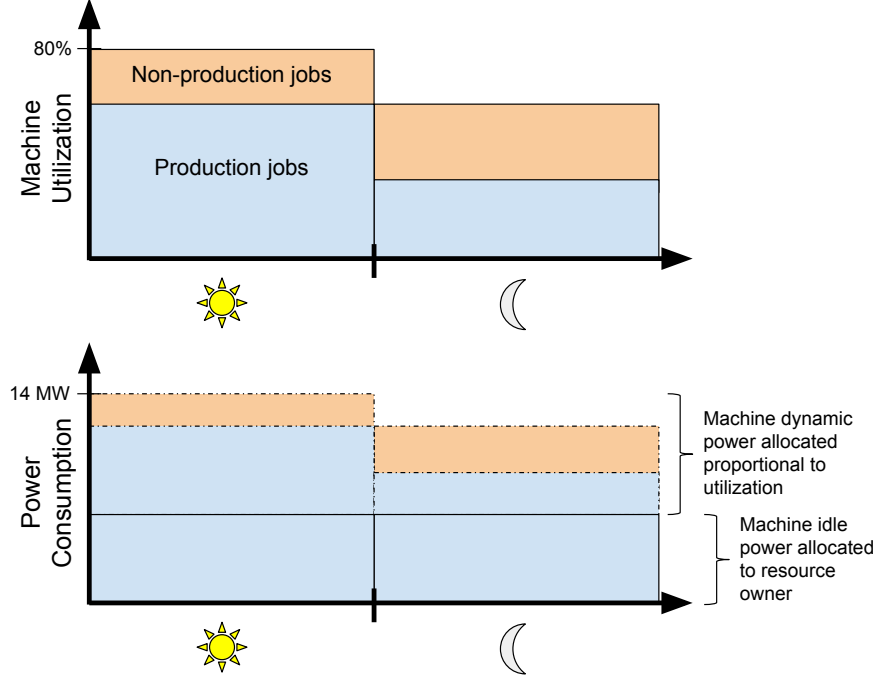 80%
Non-production jobs
Production jobs
Machine
Utilization
14 MW
Power
Consumption
Machine dynamic
power allocated
proportional to
utilization
Machine idle
power allocated
to resource
owner